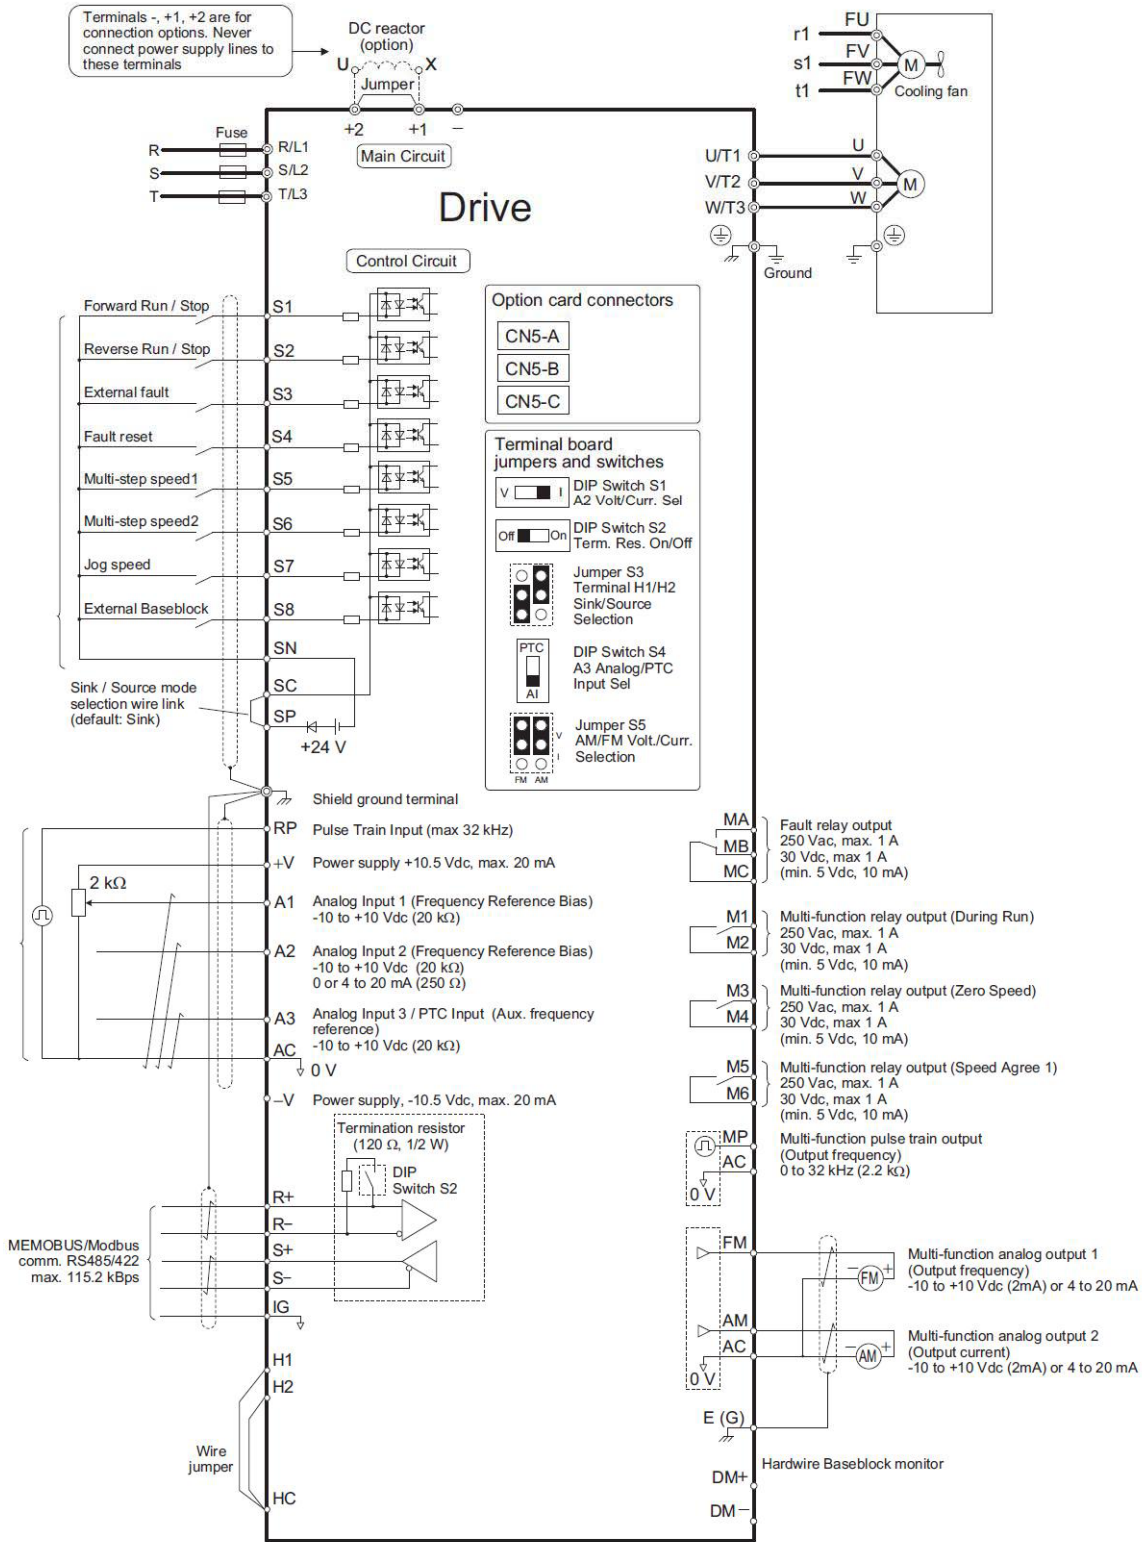 Terminals -, +1, +2 are for
connection options. Never
connect power supply lines to
these terminals
DC reactor
(option)
U X
Jumper
+2 +1 –
Main Circuit
Fuse
R R/L1
S S/L2
T T/L3
Drive
r1 FU
s1 FV
t1 FW
M
Cooling fan
U/T1 U
V/T2 V
W/T3 W
M
Ground
Control Circuit
Forward Run / Stop S1
Reverse Run / Stop S2
External fault S3
Fault reset S4
Multi-step speed1 S5
Multi-step speed2 S6
Jog speed S7
External Baseblock S8
SN
SC
SP
Sink / Source mode
selection wire link
(default: Sink)
+24 V
Option card connectors
CN5-A
CN5-B
CN5-C
Terminal board
jumpers and switches
V I
DIP Switch S1
A2 Volt/Curr. Sel
Off On
DIP Switch S2
Term. Res. On/Off
Jumper S3
Terminal H1/H2
Sink/Source
Selection
PTC
AI
DIP Switch S4
A3 Analog/PTC
Input Sel
V
I
FM AM
Jumper S5
AM/FM Volt./Curr.
Selection
Shield ground terminal
RP Pulse Train Input (max 32 kHz)
+V Power supply +10.5 Vdc, max. 20 mA
2 kΩ
A1 Analog Input 1 (Frequency Reference Bias)
-10 to +10 Vdc (20 kΩ)
A2 Analog Input 2 (Frequency Reference Bias)
-10 to +10 Vdc (20 kΩ)
0 or 4 to 20 mA (250 Ω)
A3 Analog Input 3 / PTC Input (Aux. frequency
reference)
-10 to +10 Vdc (20 kΩ)
AC
0 V
–V Power supply, -10.5 Vdc, max. 20 mA
Termination resistor
(120 Ω, 1/2 W)
DIP
Switch S2
R+
R–
S+
S–
IG
MEMOBUS/Modbus
comm. RS485/422
max. 115.2 kBps
H1
H2
Wire
jumper
HC
MA
MB
MC
Fault relay output
250 Vac, max. 1 A
30 Vdc, max 1 A
(min. 5 Vdc, 10 mA)
M1
M2
Multi-function relay output (During Run)
250 Vac, max. 1 A
30 Vdc, max 1 A
(min. 5 Vdc, 10 mA)
M3
M4
Multi-function relay output (Zero Speed)
250 Vac, max. 1 A
30 Vdc, max 1 A
(min. 5 Vdc, 10 mA)
M5
M6
Multi-function relay output (Speed Agree 1)
250 Vac, max. 1 A
30 Vdc, max 1 A
(min. 5 Vdc, 10 mA)
MP
AC
0 V
Multi-function pulse train output
(Output frequency)
0 to 32 kHz (2.2 kΩ)
FM
– FM +
Multi-function analog output 1
(Output frequency)
-10 to +10 Vdc (2mA) or 4 to 20 mA
AM
AC
0 V
– AM +
Multi-function analog output 2
(Output current)
-10 to +10 Vdc (2mA) or 4 to 20 mA
E (G)
Hardwire Baseblock monitor
DM+
DM –